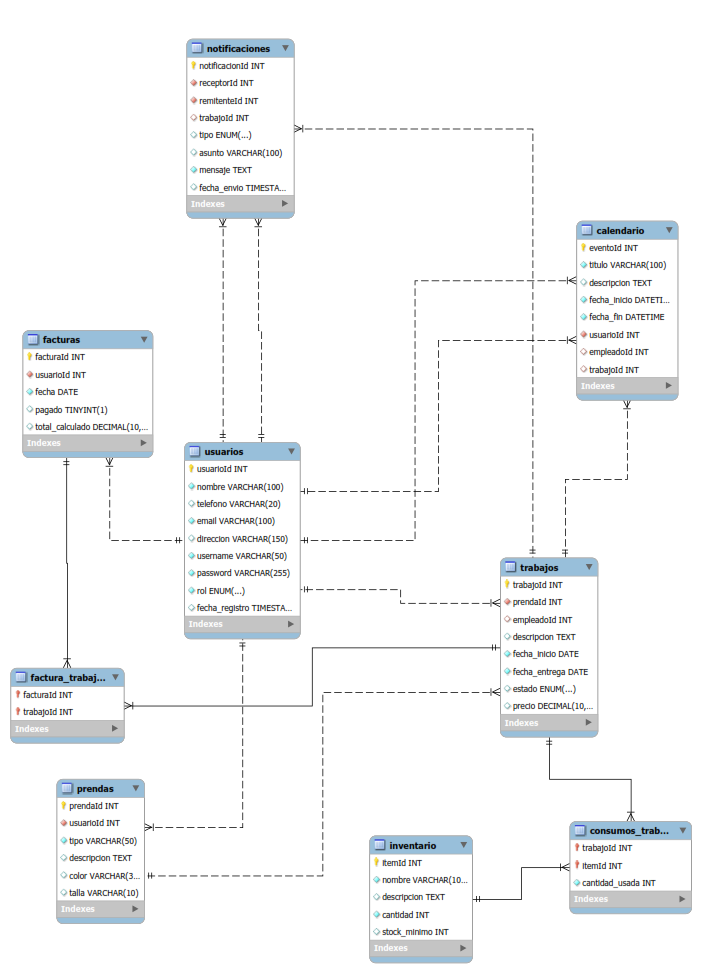 notificaciones
notificacionId INT
receptorId INT
remitenteId INT
trabajoId INT
tipo ENUM(...)
asunto VARCHAR(100)
mensaje TEXT
fecha_envio TIMESTA...
Indexes
calendario
eventoId INT
titulo VARCHAR(100)
descripcion TEXT
fecha_inicio DATETI...
fecha_fin DATETIME
usuarioId INT
empleadoId INT
trabajoId INT
Indexes
facturas
facturaId INT
usuarioId INT
fecha DATE
pagado TINYINT(1)
total_calculado DECIMAL(10,...
Indexes
usuarios
usuarioId INT
nombre VARCHAR(100)
telefono VARCHAR(20)
email VARCHAR(100)
direccion VARCHAR(150)
username VARCHAR(50)
password VARCHAR(255)
rol ENUM(...)
fecha_registro TIMESTA...
Indexes
trabajos
trabajoId INT
prendaId INT
empleadoId INT
descripcion TEXT
fecha_inicio DATE
fecha_entrega DATE
estado ENUM(...)
precio DECIMAL(10,...
Indexes
factura_trabaj...
facturaId INT
trabajoId INT
Indexes
prendas
prendaId INT
usuarioId INT
tipo VARCHAR(50)
descripcion TEXT
color VARCHAR(3...
talla VARCHAR(10)
Indexes
inventario
itemId INT
nombre VARCHAR(10...
descripcion TEXT
cantidad INT
stock_minimo INT
Indexes
consumos_trab...
trabajoId INT
itemId INT
cantidad_usada INT
Indexes